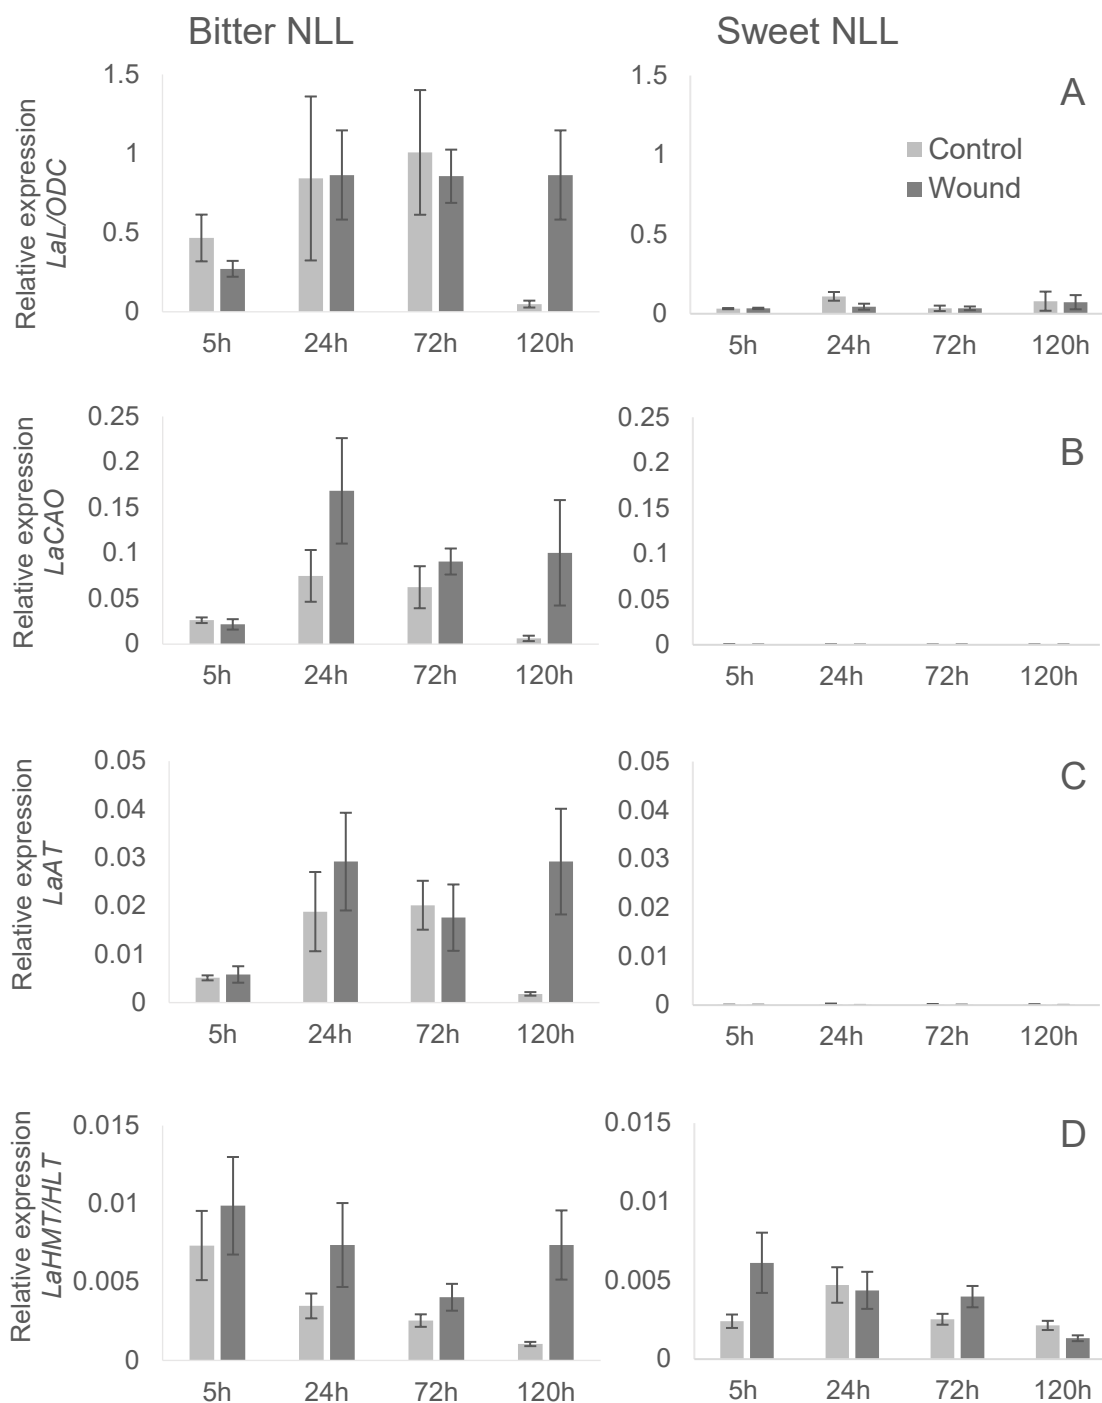 Bitter NLL
Sweet NLL
A
Relative expression
LaL/ODC
1.5
1
0.5
0
5h 24h 72h 120h
1.5
1
0.5
0
Control
Wound
5h 24h 72h 120h
B
Relative expression
LaCAO
0.25
0.2
0.15
0.1
0.05
0
5h 24h 72h 120h
0.25
0.2
0.15
0.1
0.05
0
5h 24h 72h 120h
C
Relative expression
LaAT
0.05
0.04
0.03
0.02
0.01
0
5h 24h 72h 120h
0.05
0.04
0.03
0.02
0.01
0
5h 24h 72h 120h
D
Relative expression
LaHMT/HLT
0.015
0.01
0.005
0
5h 24h 72h 120h
0.015
0.01
0.005
0
5h 24h 72h 120h